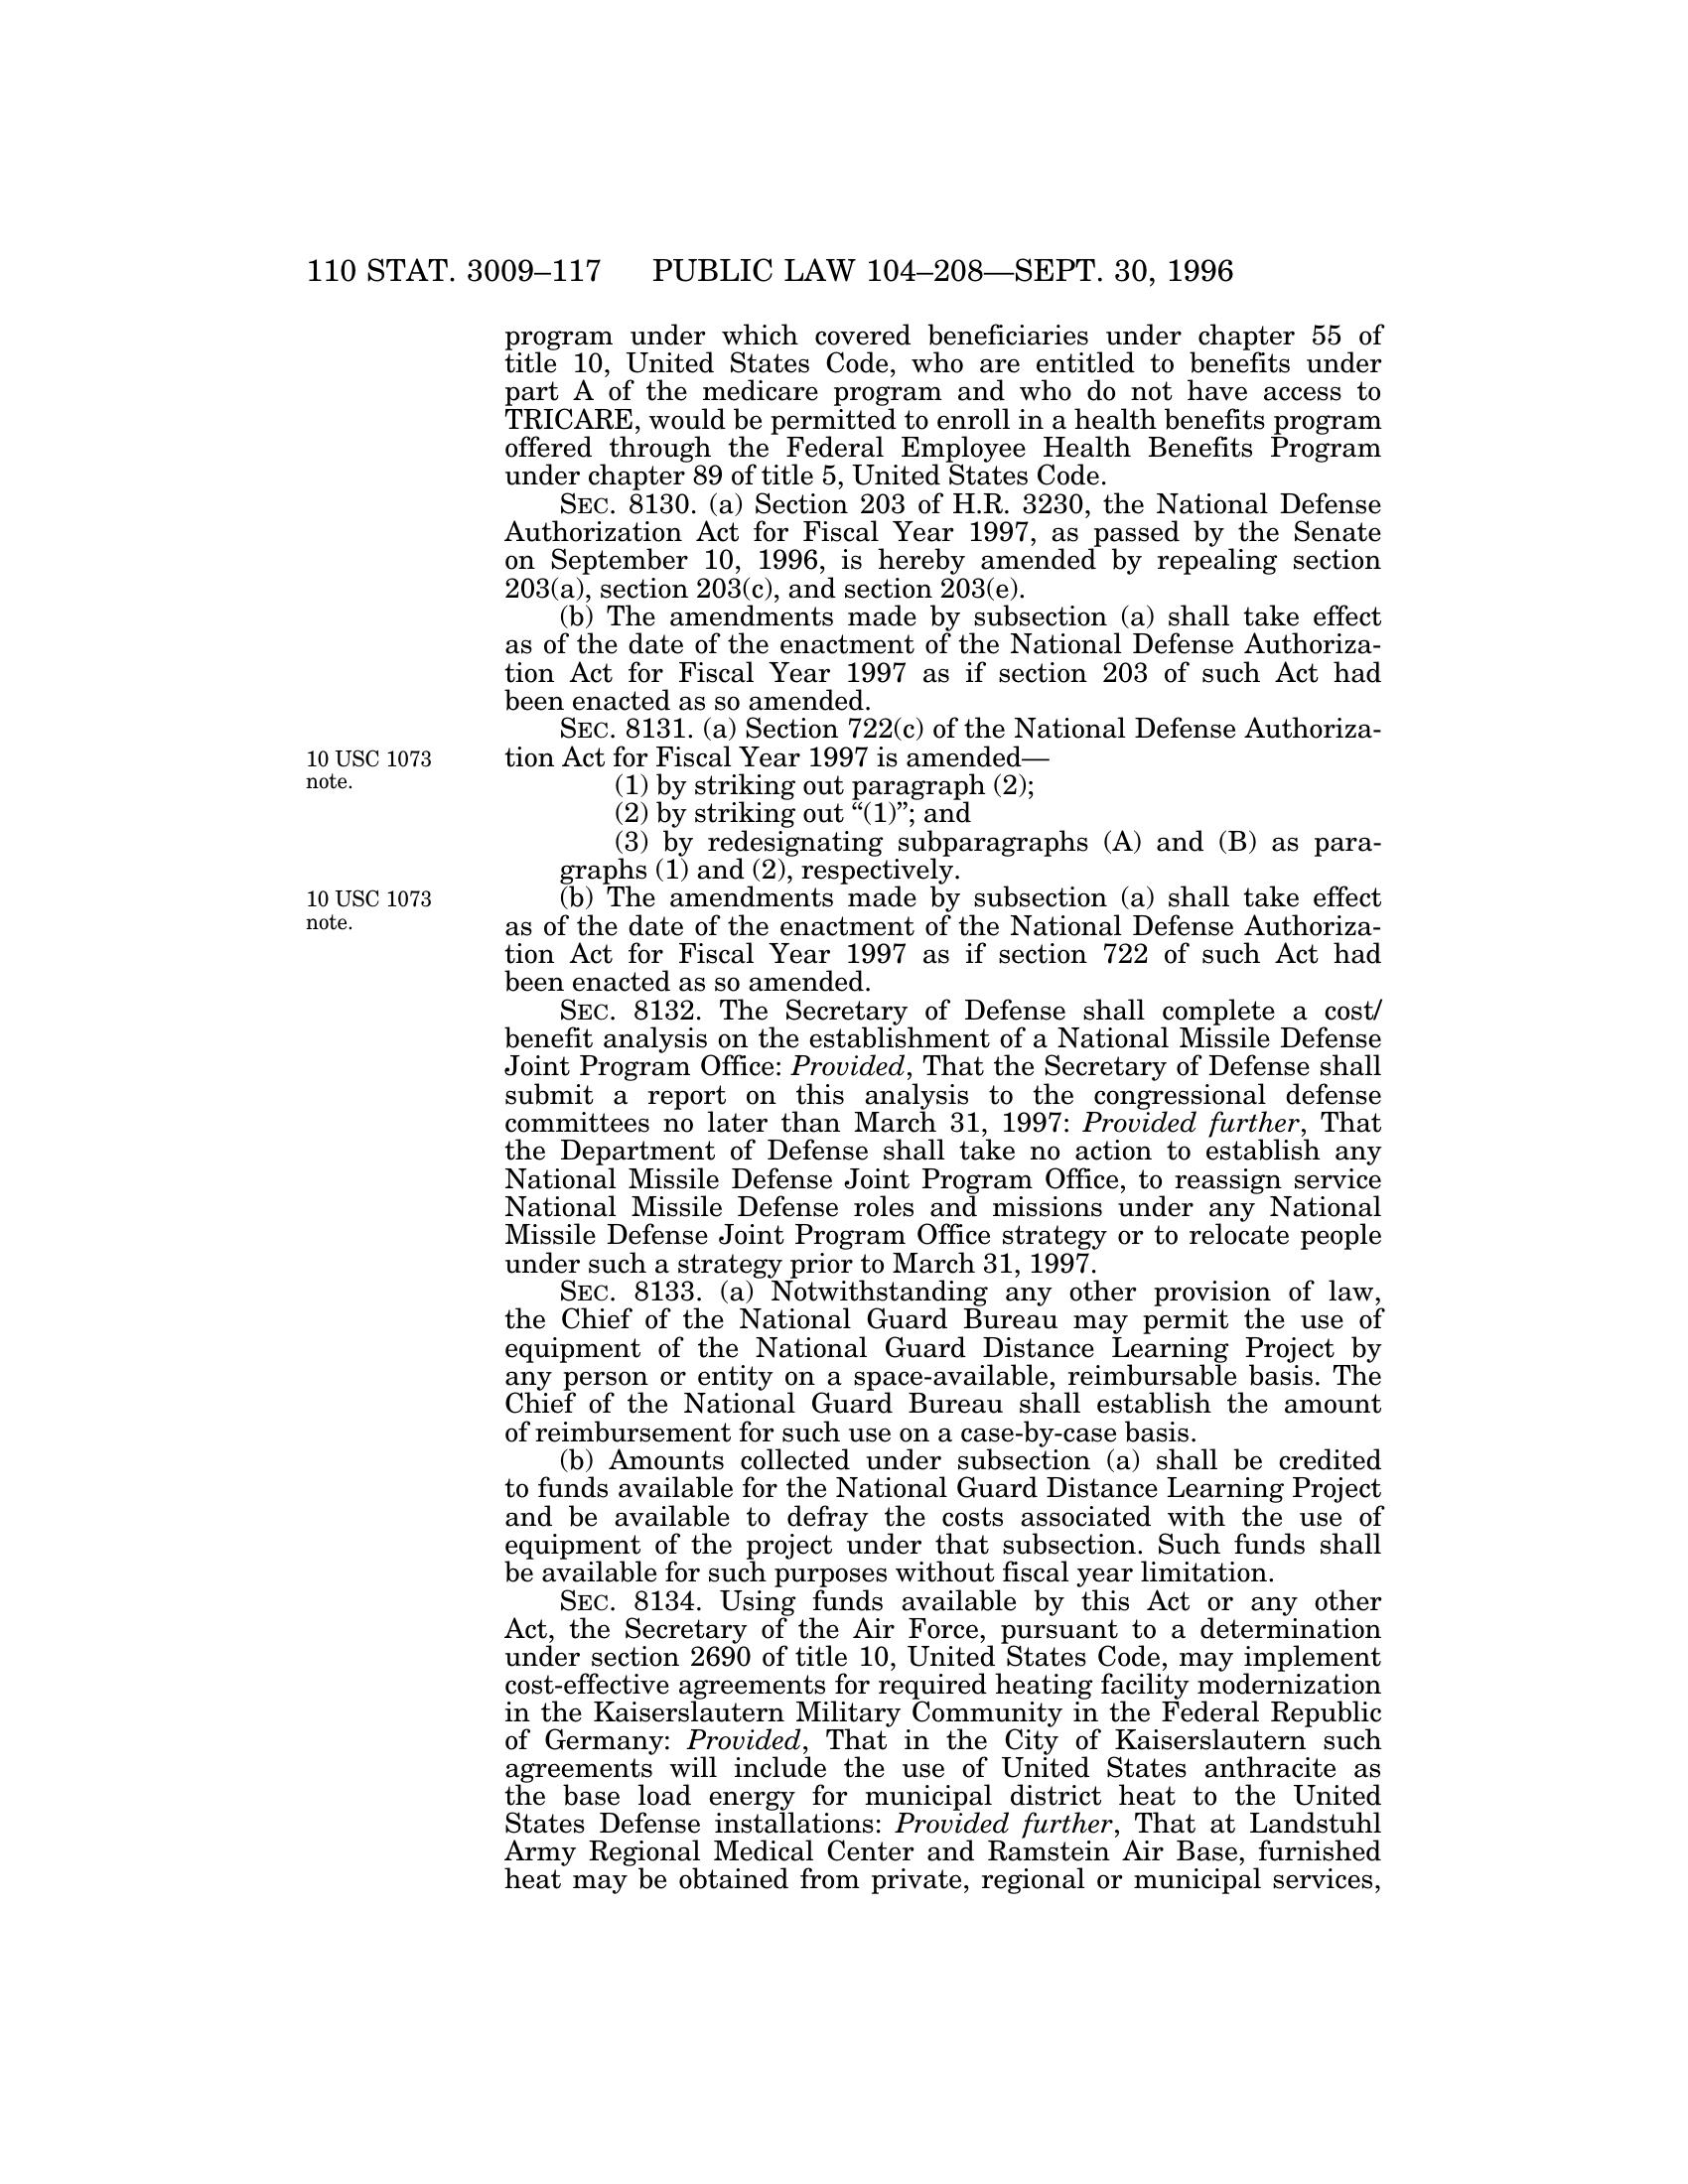 110 STAT. 3009–117 PUBLIC LAW 104–208—SEPT. 30, 1996
program under which covered beneficiaries under chapter 55 of
title 10, United States Code, who are entitled to benefits under
part A of the medicare program and who do not have access to
TRICARE, would be permitted to enroll in a health benefits program
offered through the Federal Employee Health Benefits Program
under chapter 89 of title 5, United States Code.
SEC. 8130. (a) Section 203 of H.R. 3230, the National Defense
Authorization Act for Fiscal Year 1997, as passed by the Senate
on September 10, 1996, is hereby amended by repealing section
203(a), section 203(c), and section 203(e).
(b) The amendments made by subsection (a) shall take effect
as of the date of the enactment of the National Defense Authoriza-
tion Act for Fiscal Year 1997 as if section 203 of such Act had
been enacted as so amended.
SEC. 8131. (a) Section 722(c) of the National Defense Authoriza-
tion Act for Fiscal Year 1997 is amended—
10 USC 1073
note.
(1) by striking out paragraph (2);
(2) by striking out “(1)”; and
(3) by redesignating subparagraphs (A) and (B) as para-
graphs (1) and (2), respectively.
10 USC 1073
note.
(b) The amendments made by subsection (a) shall take effect
as of the date of the enactment of the National Defense Authoriza-
tion Act for Fiscal Year 1997 as if section 722 of such Act had
been enacted as so amended.
SEC. 8132. The Secretary of Defense shall complete a cost/
benefit analysis on the establishment of a National Missile Defense
Joint Program Office: Provided, That the Secretary of Defense shall
submit a report on this analysis to the congressional defense
committees no later than March 31, 1997: Provided further, That
the Department of Defense shall take no action to establish any
National Missile Defense Joint Program Office, to reassign service
National Missile Defense roles and missions under any National
Missile Defense Joint Program Office strategy or to relocate people
under such a strategy prior to March 31, 1997.
SEC. 8133. (a) Notwithstanding any other provision of law,
the Chief of the National Guard Bureau may permit the use of
equipment of the National Guard Distance Learning Project by
any person or entity on a space-available, reimbursable basis. The
Chief of the National Guard Bureau shall establish the amount
of reimbursement for such use on a case-by-case basis.
(b) Amounts collected under subsection (a) shall be credited
to funds available for the National Guard Distance Learning Project
and be available to defray the costs associated with the use of
equipment of the project under that subsection. Such funds shall
be available for such purposes without fiscal year limitation.
SEC. 8134. Using funds available by this Act or any other
Act, the Secretary of the Air Force, pursuant to a determination
under section 2690 of title 10, United States Code, may implement
cost-effective agreements for required heating facility modernization
in the Kaiserslautern Military Community in the Federal Republic
of Germany: Provided, That in the City of Kaiserslautern such
agreements will include the use of United States anthracite as
the base load energy for municipal district heat to the United
States Defense installations: Provided further, That at Landstuhl
Army Regional Medical Center and Ramstein Air Base, furnished
heat may be obtained from private, regional or municipal services,